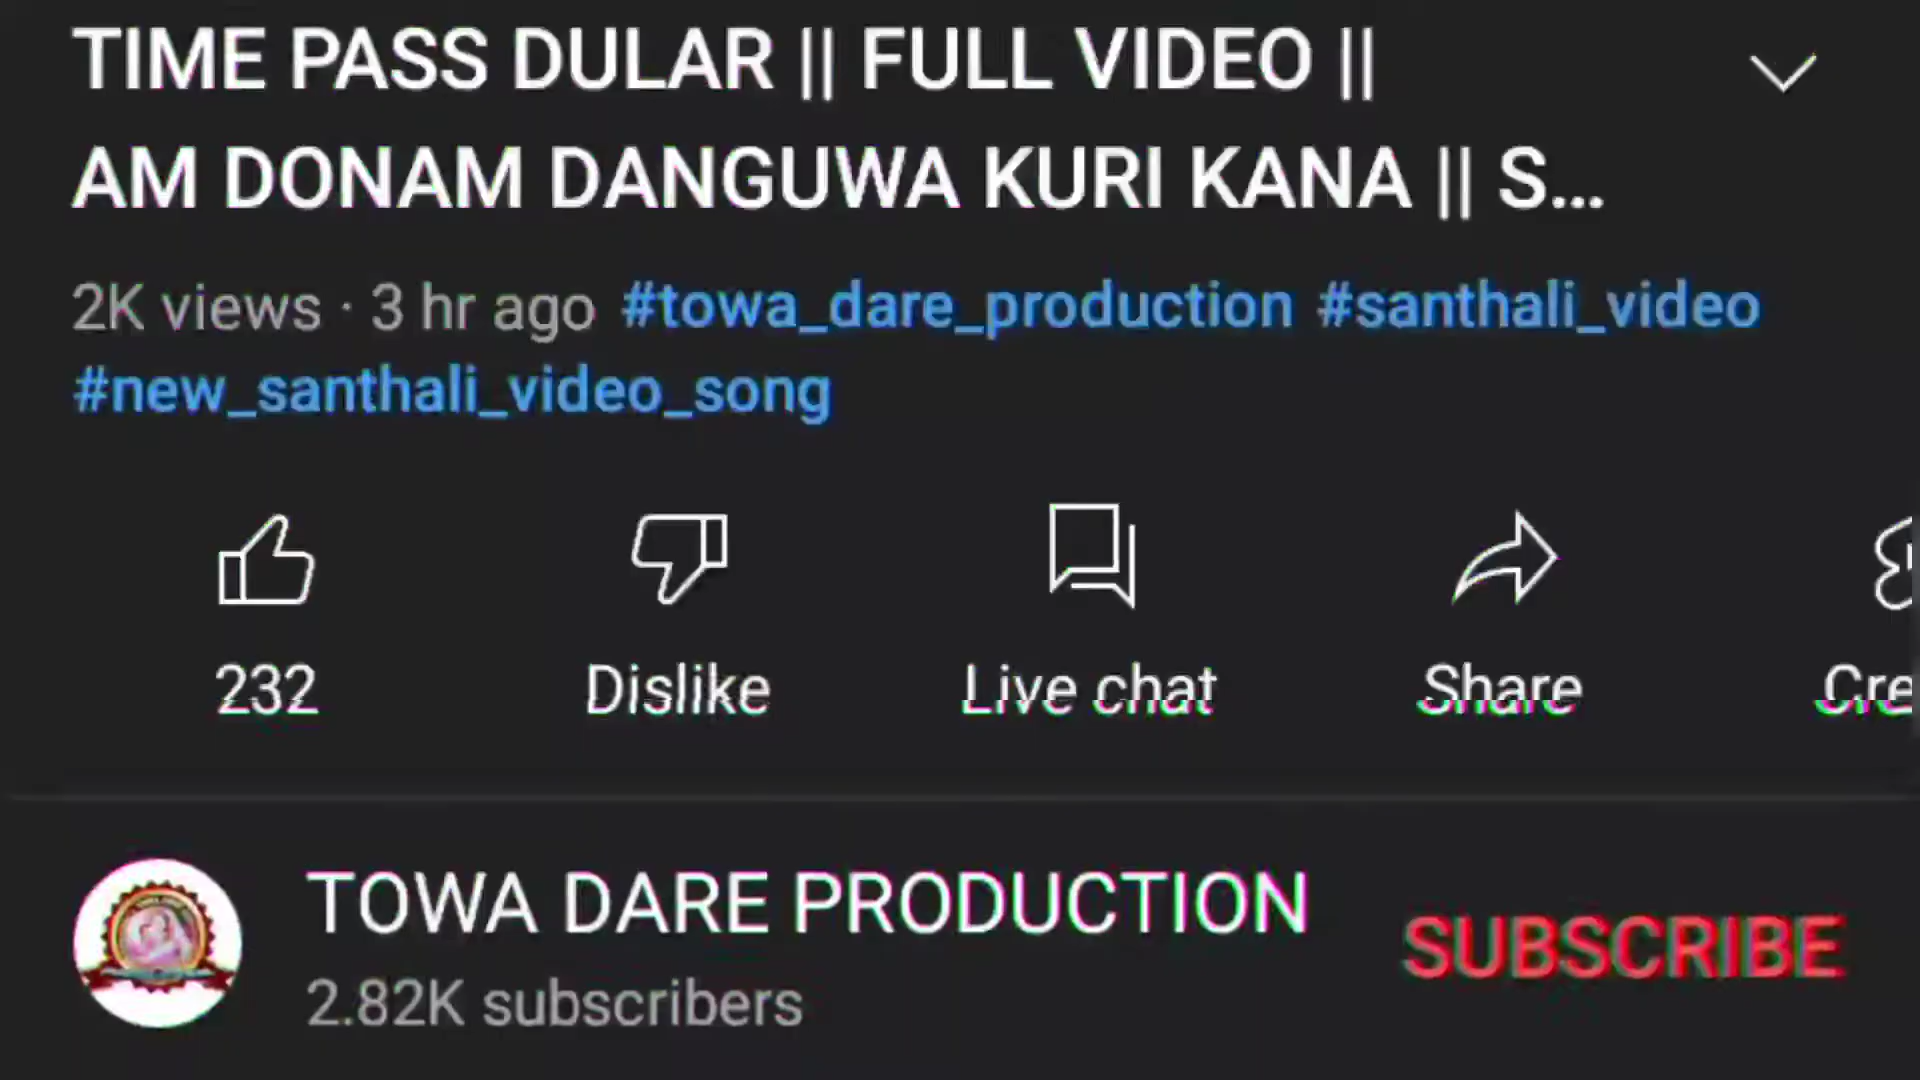 TIME PASS DULAR || FULL VIDEO ||
AM DONAM DANGUWA KURI KANA || S...
2K views · 3 hr ago #towa_dare_production #santhali_video
#new_santhali_video_song
232 Dislike Live chat Share Cre
TOWA DARE PRODUCTION
SUBSCRIBE
2.82K subscribers